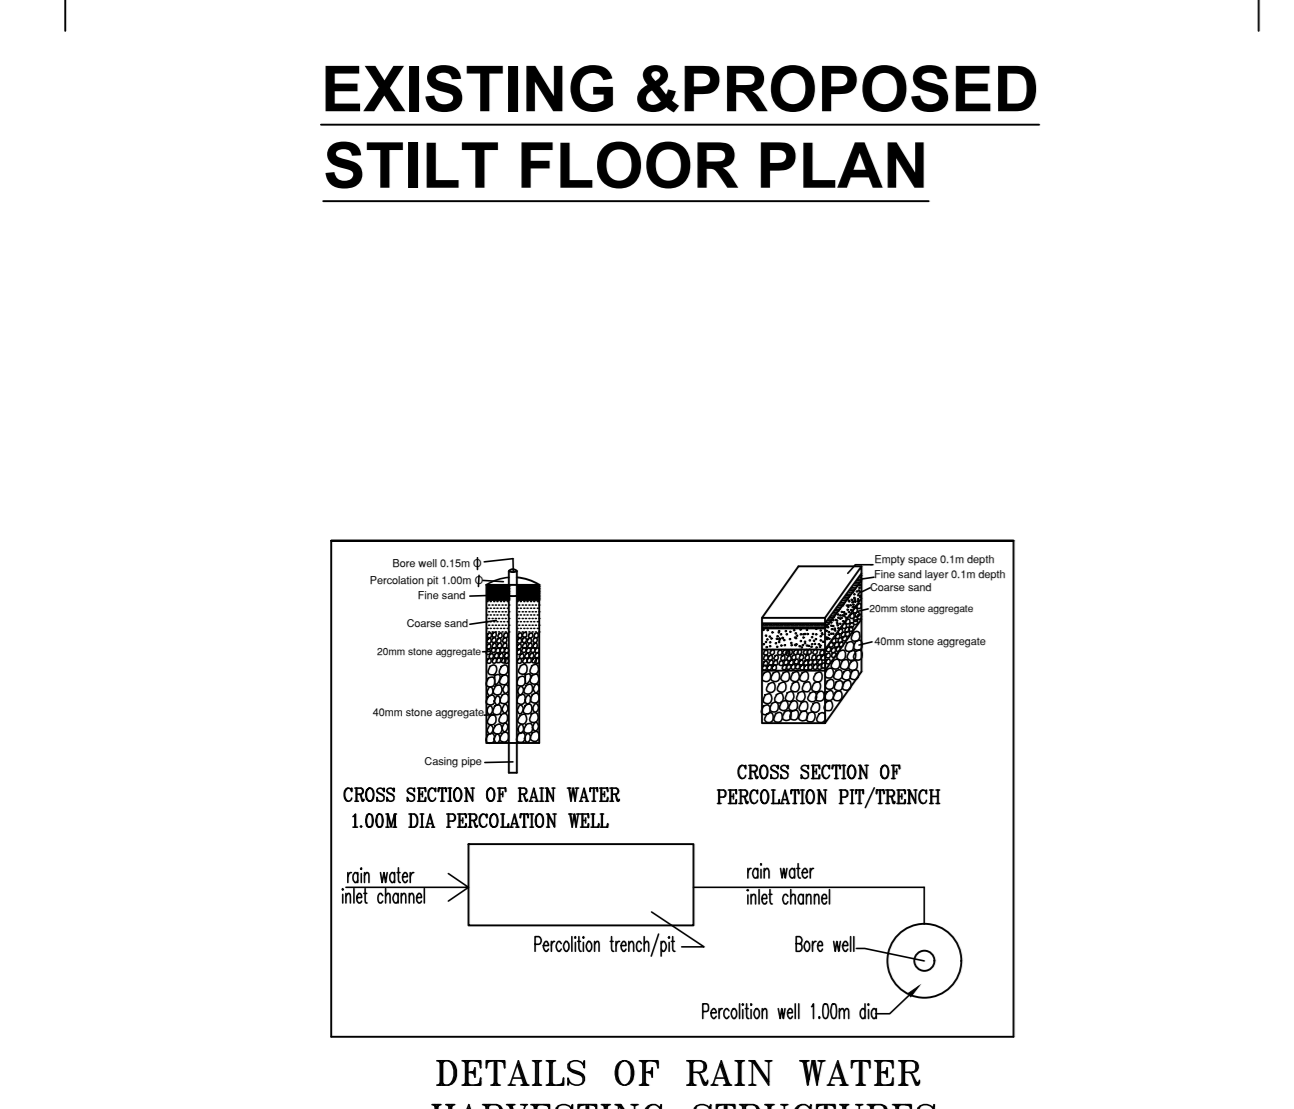 EXISTING &PROPOSED
STILT FLOOR PLAN
Bore well 0.15m ϕ
Percolation pit 1.00m ϕ
Fine sand
Coarse sand
20mm stone aggregate
40mm stone aggregate
Casing pipe
CROSS SECTION OF RAIN WATER
1.00M DIA PERCOLATION WELL
Empty space 0.1m depth
Fine sand layer 0.1m depth
Coarse sand
20mm stone aggregate
40mm stone aggregate
CROSS SECTION OF
PERCOLATION PIT/TRENCH
rain water
inlet channel
Percolition trench/pit
rain water
inlet channel
Bore well
Percolition well 1.00m dia
DETAILS OF RAIN WATER
HARVESTING STRUCTURES